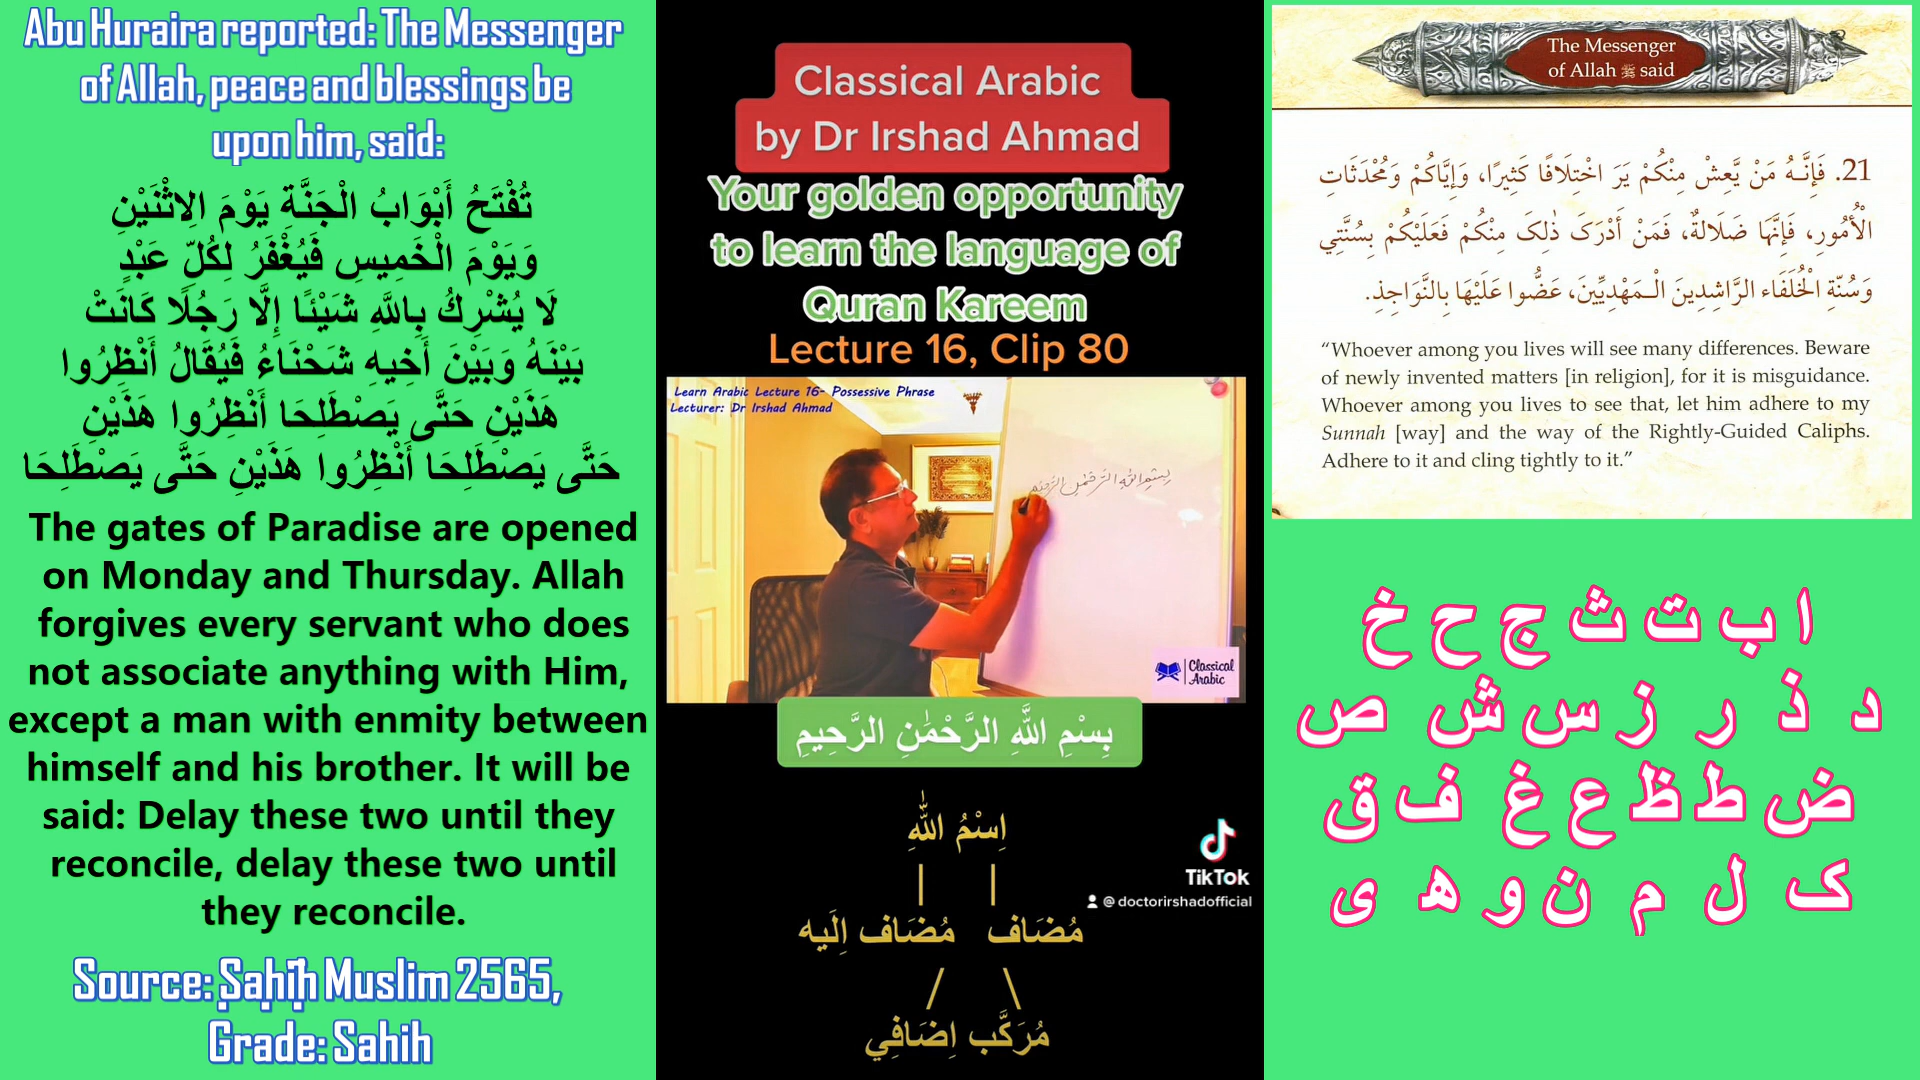 Abu Huraira reported: The Messenger
of Allah, peace and blessings be
upon him, said:
تُفْتَحُ أَبْوَابُ الْجَنَّةِ يَوْمَ الِاثْنَيْنِ
وَيَوْمَ الْخَمِيسِ فَيُغْفَرُ لِكُلِّ عَبْدٍ
لَا يُشْرِكُ بِاللَّهِ شَيْئًا إِلَّا رَجُلًا كَانَتْ
بَيْنَهُ وَبَيْنَ أَخِيهِ شَحْنَاءُ فَيُقَالُ أَنْظِرُوا
هَذَيْنِ حَتَّى يَصْطَلِحَا أَنْظِرُوا هَذَيْنِ
حَتَّى يَصْطَلِحَا أَنْظِرُوا هَذَيْنِ حَتَّى يَصْطَلِحَا
The gates of Paradise are opened
on Monday and Thursday. Allah
forgives every servant who does
not associate anything with Him,
except a man with enmity between
himself and his brother. It will be
said: Delay these two until they
reconcile, delay these two until
they reconcile.
Source: Ṣaḥīḥ Muslim 2565,
Grade: Sahih
Classical Arabic
by Dr Irshad Ahmad
Your golden opportunity
to learn the language of
Quran Kareem
Lecture 16, Clip 80
Learn Arabic Lecture 16- Possessive Phrase
Lecturer: Dr Irshad Ahmad
بِسْمِ اللهِ الرَّحْمٰنِ الرَّحِيْمِ
Classical
Arabic
بِسْمِ اللَّهِ الرَّحْمَٰنِ الرَّحِيمِ
اِسْمُ اللّٰهِ
مُضَاف مُضَاف اِلَيه
مُرَكَّب اِضَافِي
TikTok
@doctorirshadofficial
The Messenger
of Allah ﷺ said
21. فَإِنَّـهُ مَنْ يَّعِشْ مِنْكُمْ يَرَ اخْتِلَافًا كَثِيرًا، وَإِيَّاكُمْ وَمُحْدَثَاتِ
الْأُمُورِ، فَإِنَّهَا ضَلَالةٌ، فَمَنْ أَدْرَكَ ذٰلِكَ مِنْكُمْ فَعَلَيْكُمْ بِسُنَّتِي
وَسُنَّةِ الْخُلَفَاء الرَّاشِدِينَ الْـمَهْدِيِّينَ، عَضُّوا عَلَيْهَا بِالنَّوَاجِذِ.
“Whoever among you lives will see many differences. Beware
of newly invented matters [in religion], for it is misguidance.
Whoever among you lives to see that, let him adhere to my
Sunnah [way] and the way of the Rightly-Guided Caliphs.
Adhere to it and cling tightly to it.”
ا ب ت ث ج ح خ
د ذ ر ز س ش ص
ض ط ظ ع غ ف ق
ک ل م ن و ھ ی